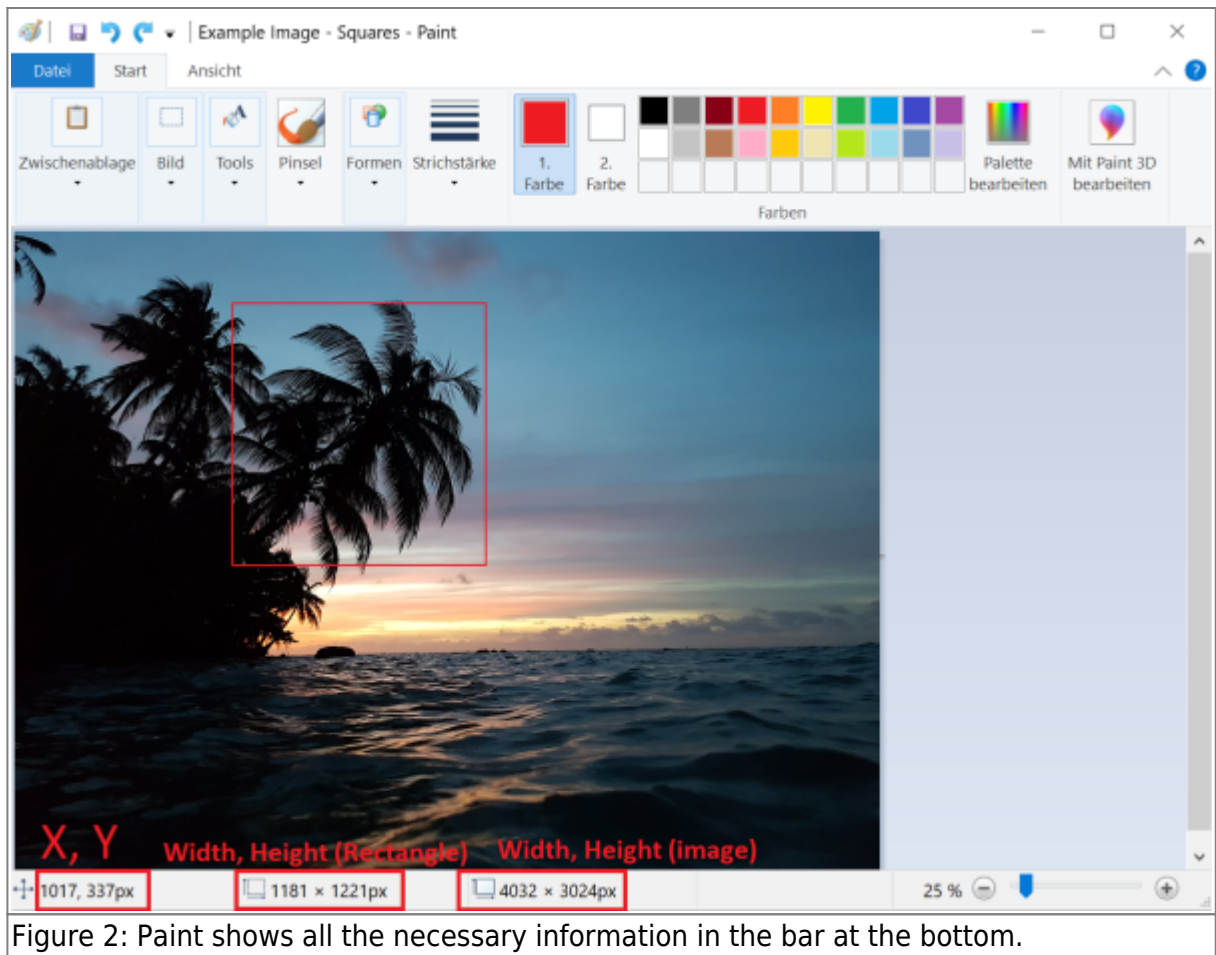 Example Image - Squares - Paint
Datei Start Ansicht
Zwischenablage Bild Tools Pinsel Formen Strichstärke 1. Farbe 2. Farbe Palette bearbeiten Mit Paint 3D bearbeiten
Farben
X, Y Width, Height (Rectangle) Width, Height (image)
1017, 337px 1181 × 1221px 4032 × 3024px 25 %
Figure 2: Paint shows all the necessary information in the bar at the bottom.